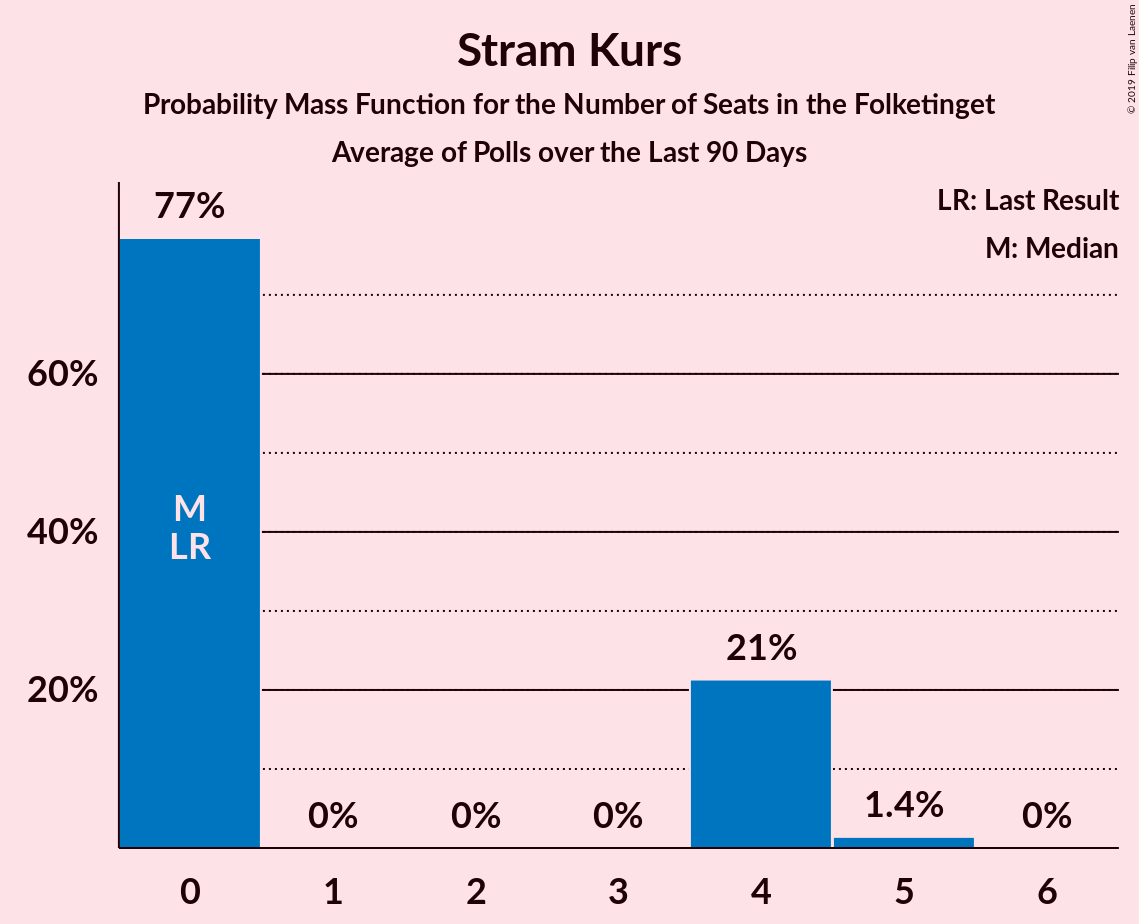 Stram Kurs
Probability Mass Function for the Number of Seats in the Folketinget
Average of Polls over the Last 90 Days
© 2019 Filip van Laenen
LR: Last Result
M: Median
77%
60%
M
40%
LR
21%
20%
1.4%
0%
0%
0%
0%
0
1
2
3
4
5
6